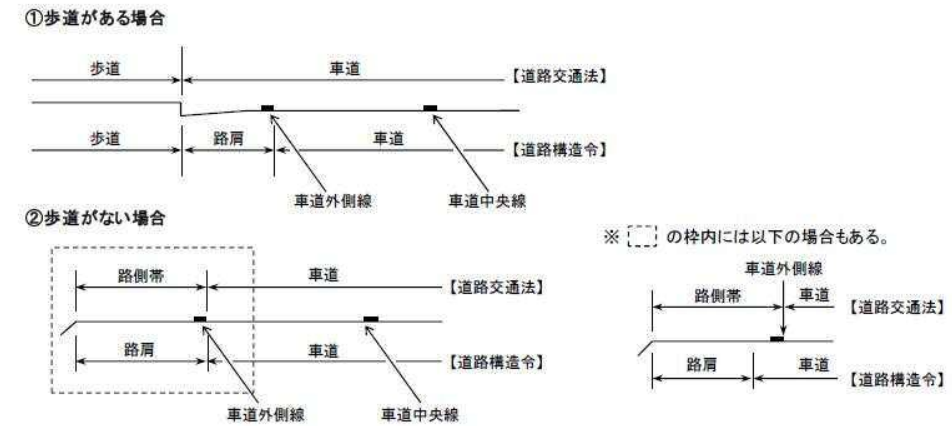 ①歩道がある場合
歩道 車道 【道路交通法】
歩道 路肩 車道 【道路構造令】
車道外側線 車道中央線
②歩道がない場合
路側帯 車道 【道路交通法】
路肩 車道 【道路構造令】
車道外側線 車道中央線
※ の枠内には以下の場合もある。
車道外側線
路側帯 車道 【道路交通法】
路肩 車道 【道路構造令】